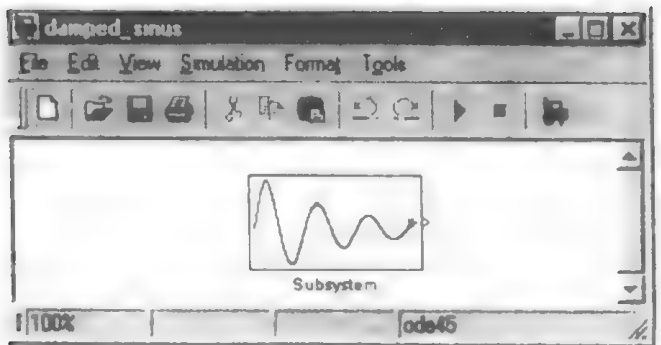 damped_sinus
File Edit View Simulation Format Tools
Subsystem
100% ode45